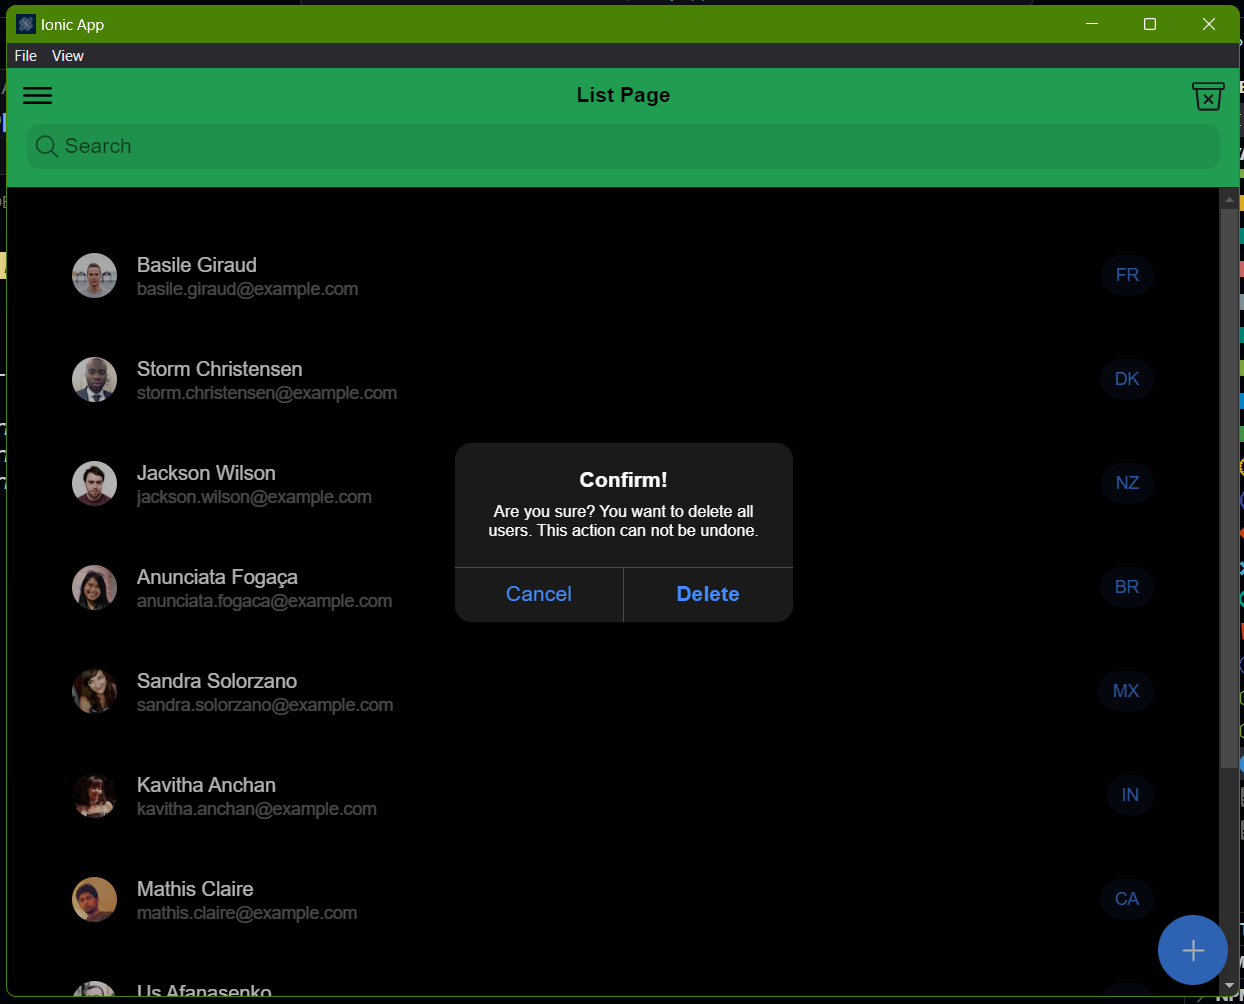 Ionic App
File View
List Page
Search
Basile Giraud
basile.giraud@example.com
FR
Storm Christensen
storm.christensen@example.com
DK
Jackson Wilson
jackson.wilson@example.com
NZ
Confirm!
Are you sure? You want to delete all
users. This action can not be undone.
Cancel Delete
Anunciata Fogaça
anunciata.fogaca@example.com
BR
Sandra Solorzano
sandra.solorzano@example.com
MX
Kavitha Anchan
kavitha.anchan@example.com
IN
Mathis Claire
mathis.claire@example.com
CA
Us Afanasenko